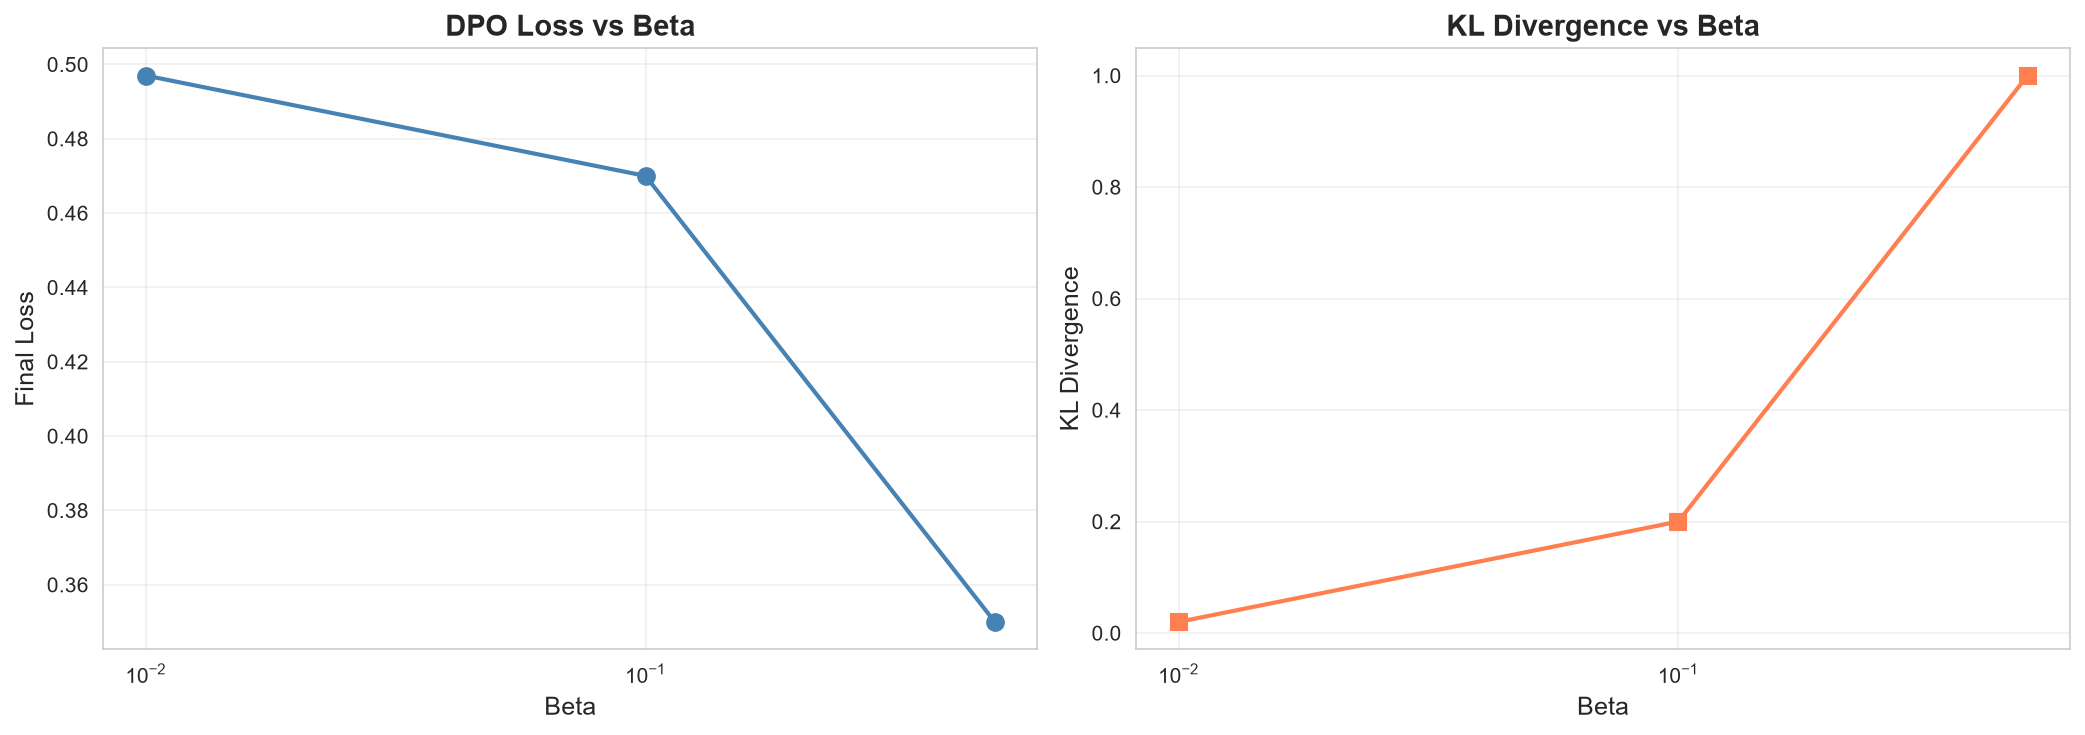 DPO Loss vs Beta
Final Loss
0.50
0.48
0.46
0.44
0.42
0.40
0.38
0.36
10⁻² 10⁻¹
Beta
KL Divergence vs Beta
KL Divergence
1.0
0.8
0.6
0.4
0.2
0.0
10⁻² 10⁻¹
Beta